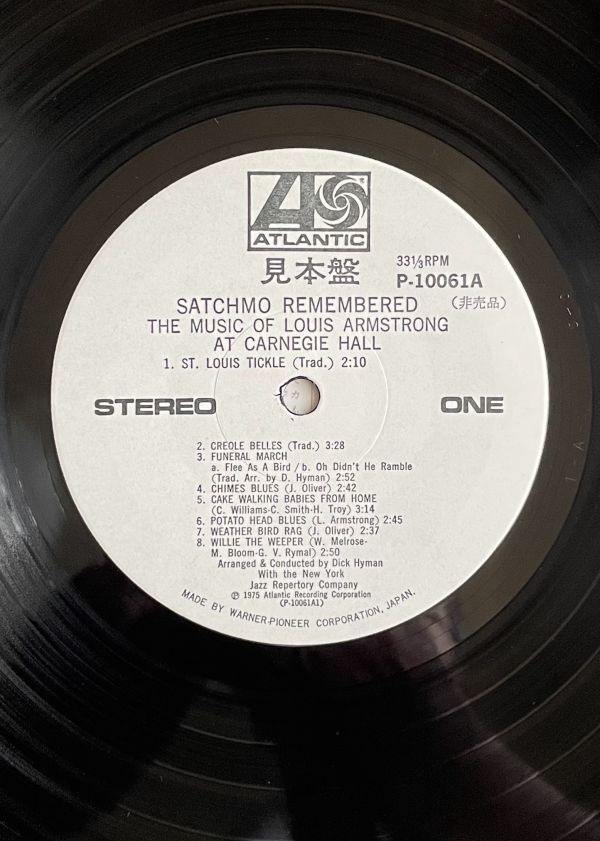 ATLANTIC
見本盤
33⅓RPM
P-10061A
SATCHMO REMEMBERED
(非売品)
THE MUSIC OF LOUIS ARMSTRONG
AT CARNEGIE HALL
1. ST. LOUIS TICKLE (Trad.) 2:10
STEREO
ONE
2. CREOLE BELLES (Trad.) 3:28
3. FUNERAL MARCH
a. Flee As A Bird / b. Oh Didn't He Ramble
(Trad. Arr. by D. Hyman) 2:52
4. CHIMES BLUES (J. Oliver) 2:42
5. CAKE WALKING BABIES FROM HOME
(C. Williams-C. Smith-H. Troy) 3:14
6. POTATO HEAD BLUES (L. Armstrong) 2:45
7. WEATHER BIRD RAG (J. Oliver) 2:37
8. WILLIE THE WEEPER (W. Melrose-
M. Bloom-G. V. Rymal) 2:50
Arranged & Conducted by Dick Hyman
With the New York
Jazz Repertory Company
℗ 1975 Atlantic Recording Corporation
(P-10061A1)
MADE BY WARNER-PIONEER CORPORATION, JAPAN.